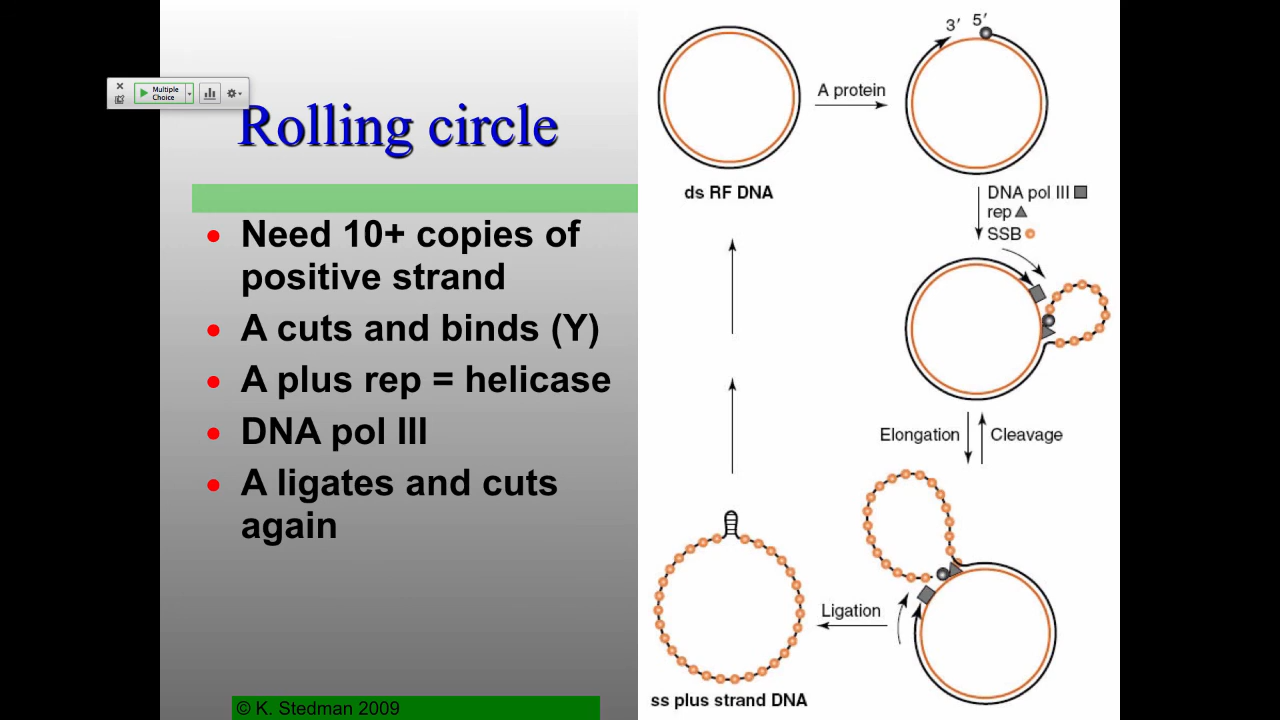 Multiple
Choice
Rolling circle
Need 10+ copies of
positive strand
A cuts and binds (Y)
A plus rep = helicase
DNA pol III
A ligates and cuts
again
© K. Stedman 2009
3′ 5′
A protein
ds RF DNA
DNA pol III
rep
SSB
Elongation
Cleavage
Ligation
ss plus strand DNA